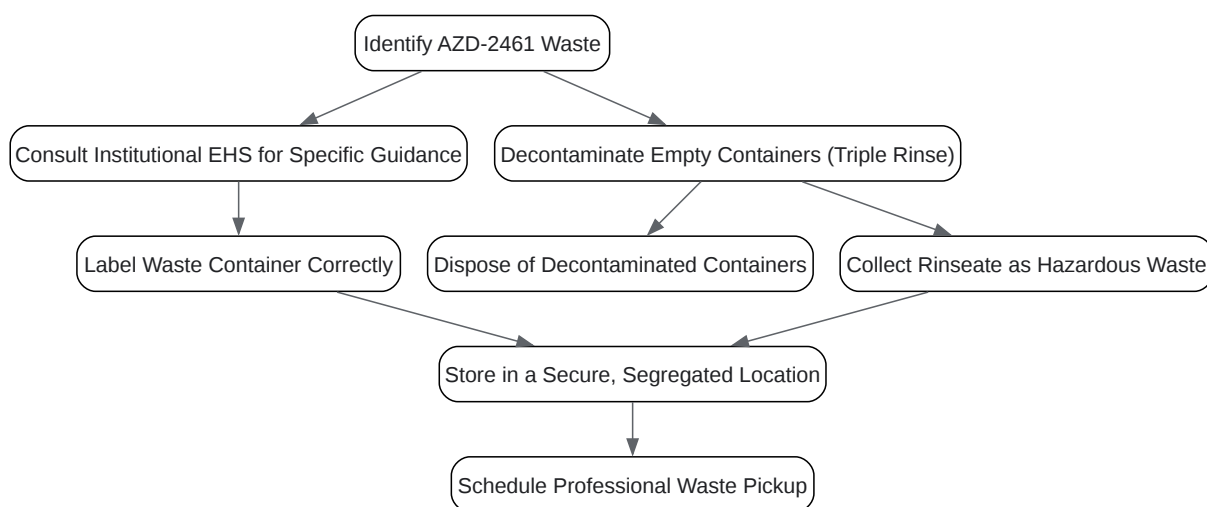 Identify AZD-2461 Waste
Consult Institutional EHS for Specific Guidance
Decontaminate Empty Containers (Triple Rinse)
Label Waste Container Correctly
Dispose of Decontaminated Containers
Collect Rinseate as Hazardous Waste
Store in a Secure, Segregated Location
Schedule Professional Waste Pickup